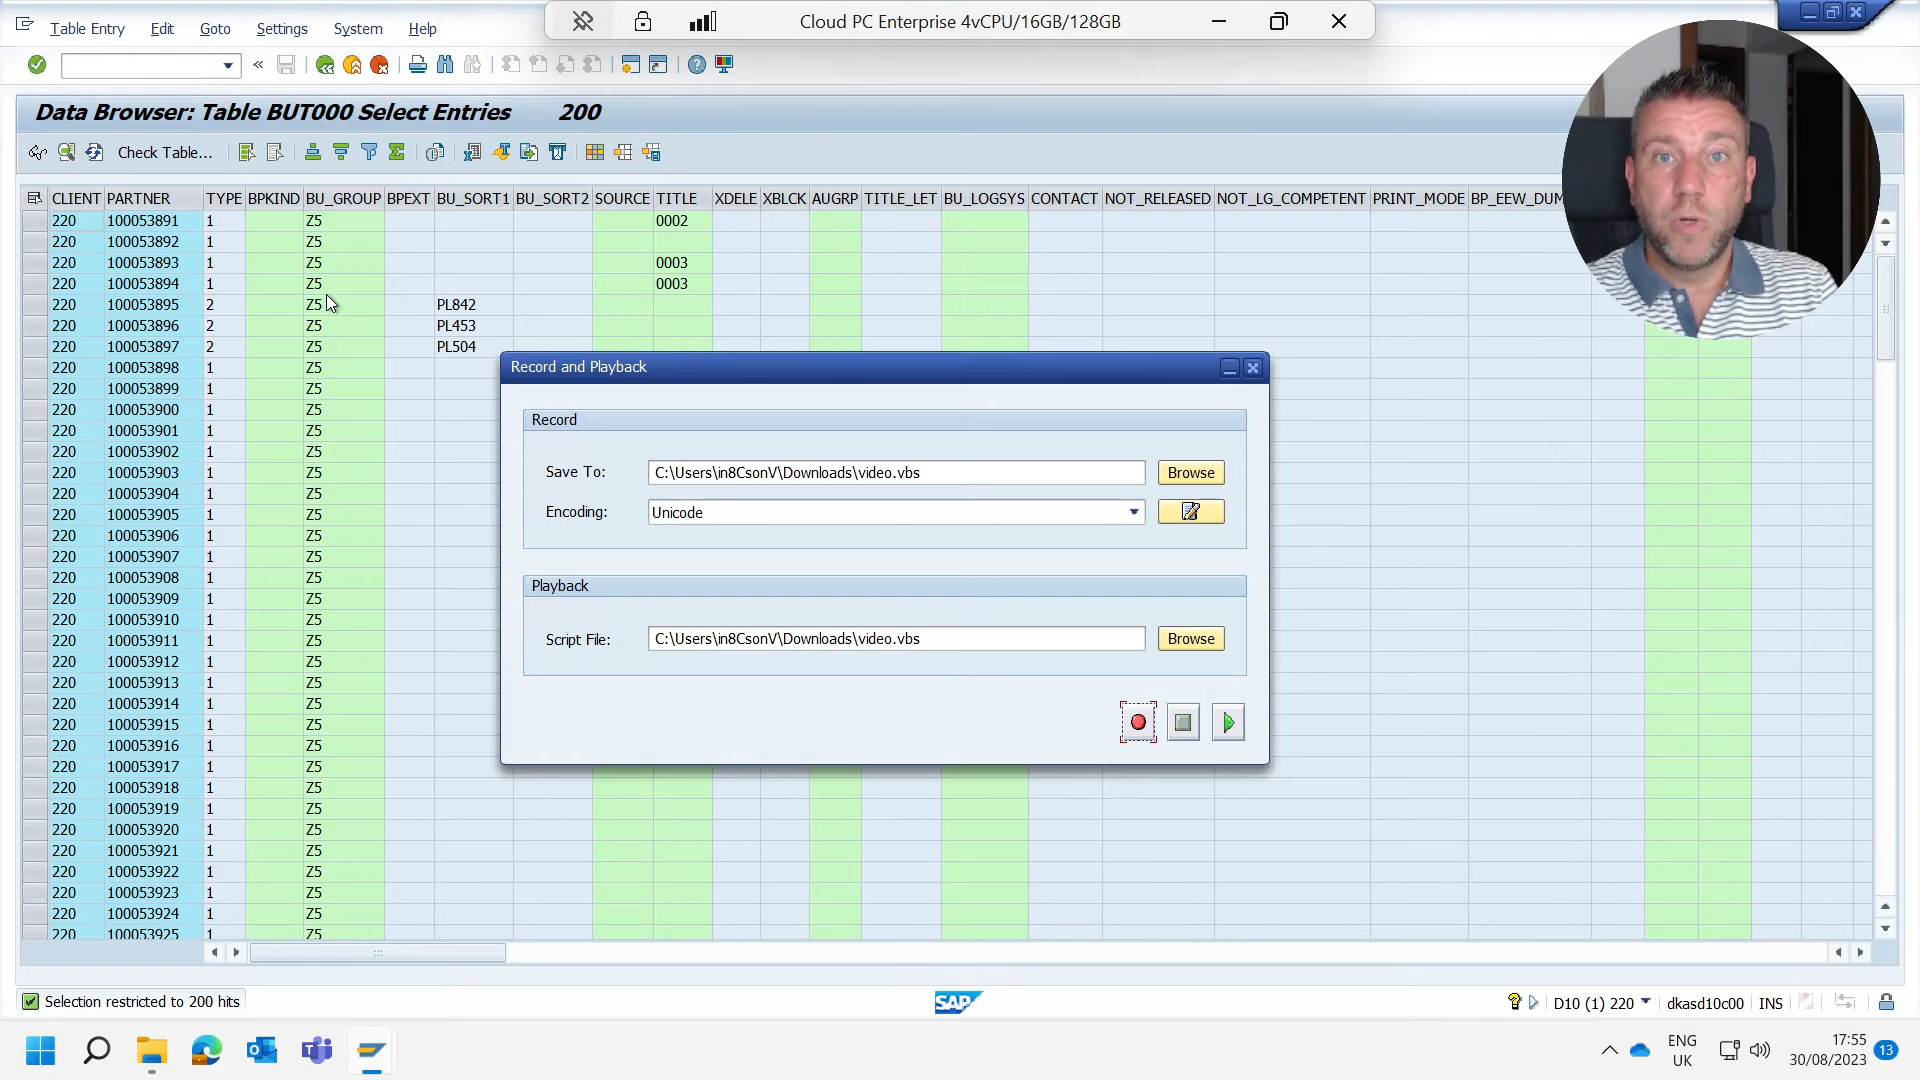 Cloud PC Enterprise 4vCPU/16GB/128GB
Table Entry Edit Goto Settings System Help
Data Browser: Table BUT000 Select Entries 200
Check Table...
CLIENT PARTNER TYPE BPKIND BU_GROUP BPEXT BU_SORT1 BU_SORT2 SOURCE TITLE XDELE XBLCK AUGRP TITLE_LET BU_LOGSYS CONTACT NOT_RELEASED NOT_LG_COMPETENT PRINT_MODE BP_EEW_DUM
220 100053891 1 Z5 0002
220 100053892 1 Z5
220 100053893 1 Z5 0003
220 100053894 1 Z5 0003
220 100053895 2 Z5 PL842
220 100053896 2 Z5 PL453
220 100053897 2 Z5 PL504
220 100053898 1 Z5
220 100053899 1 Z5
220 100053900 1 Z5
220 100053901 1 Z5
220 100053902 1 Z5
220 100053903 1 Z5
220 100053904 1 Z5
220 100053905 1 Z5
220 100053906 1 Z5
220 100053907 1 Z5
220 100053908 1 Z5
220 100053909 1 Z5
220 100053910 1 Z5
220 100053911 1 Z5
220 100053912 1 Z5
220 100053913 1 Z5
220 100053914 1 Z5
220 100053915 1 Z5
220 100053916 1 Z5
220 100053917 1 Z5
220 100053918 1 Z5
220 100053919 1 Z5
220 100053920 1 Z5
220 100053921 1 Z5
220 100053922 1 Z5
220 100053923 1 Z5
220 100053924 1 Z5
220 100053925 1 Z5
Record and Playback
Record
Save To: C:\Users\in8CsonV\Downloads\video.vbs Browse
Encoding: Unicode
Playback
Script File: C:\Users\in8CsonV\Downloads\video.vbs Browse
Selection restricted to 200 hits
SAP
D10 (1) 220 dkasd10c00 INS
ENG
UK
17:55
30/08/2023
13